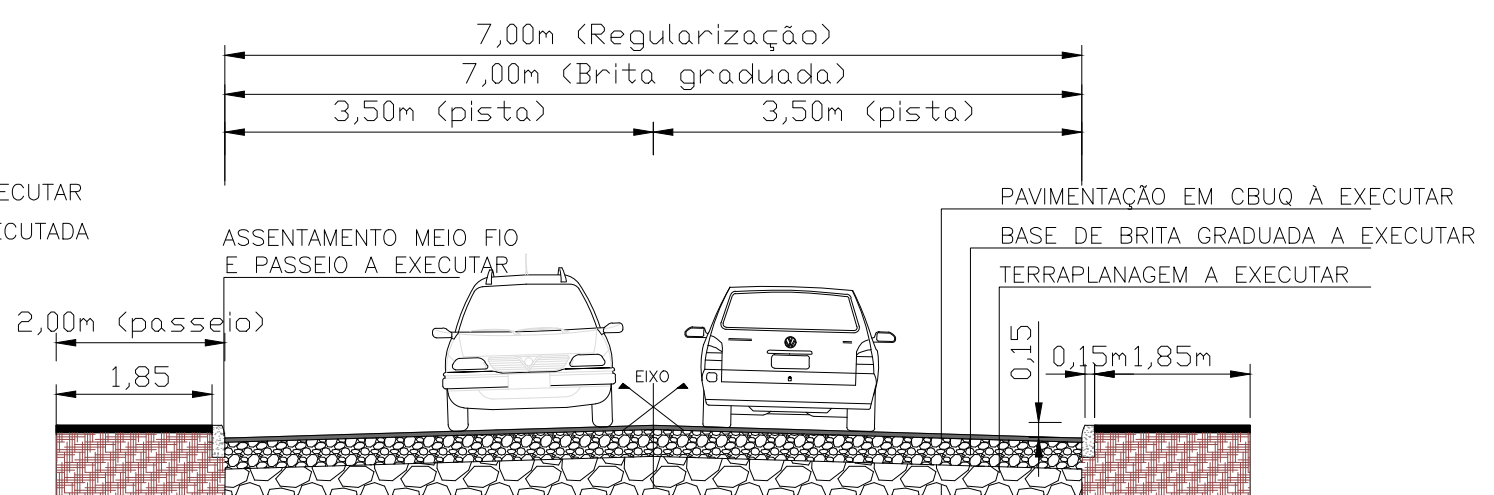 7,00m (Regularização)
7,00m (Brita graduada)
3,50m (pista)
3,50m (pista)
ECUTAR
ECUTADA
ASSENTAMENTO MEIO FIO
E PASSEIO A EXECUTAR
PAVIMENTAÇÃO EM CBUQ À EXECUTAR
BASE DE BRITA GRADUADA A EXECUTAR
TERRAPLANAGEM A EXECUTAR
2,00m (passeio)
1,85
EIXO
0,15
0,15m
1,85m